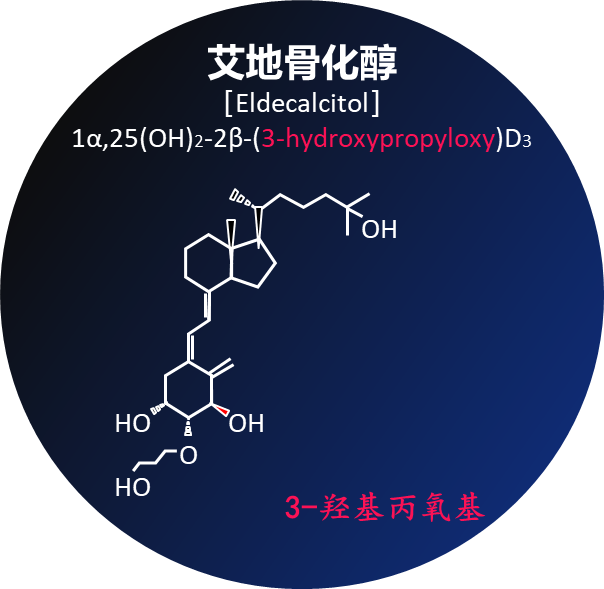 艾地骨化醇
[Eldecalcitol]
1α,25(OH)2-2β-(3-hydroxypropyloxy)D3
OH
HO
OH
O
HO
3-羟基丙氧基